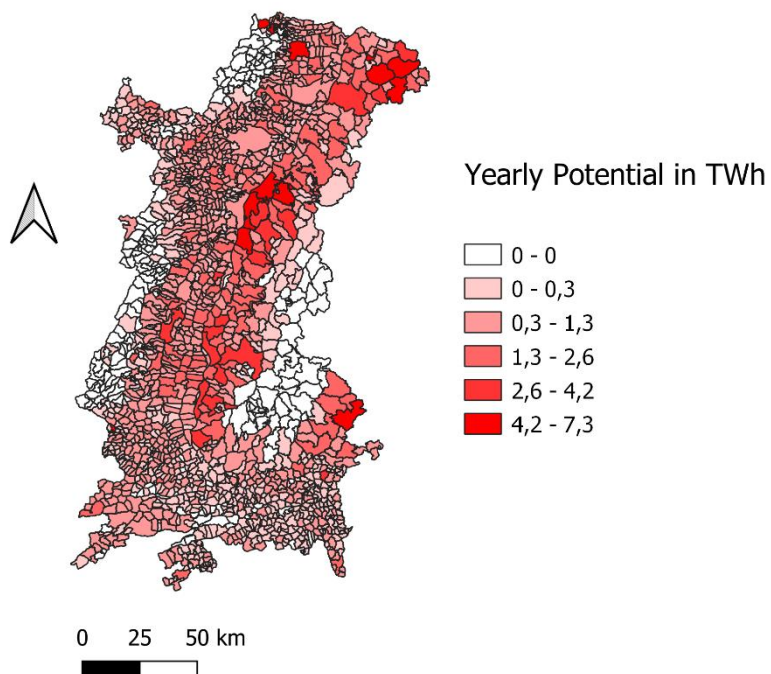 Yearly Potential in TWh
0 - 0
0 - 0,3
0,3 - 1,3
1,3 - 2,6
2,6 - 4,2
4,2 - 7,3
0 25 50 km